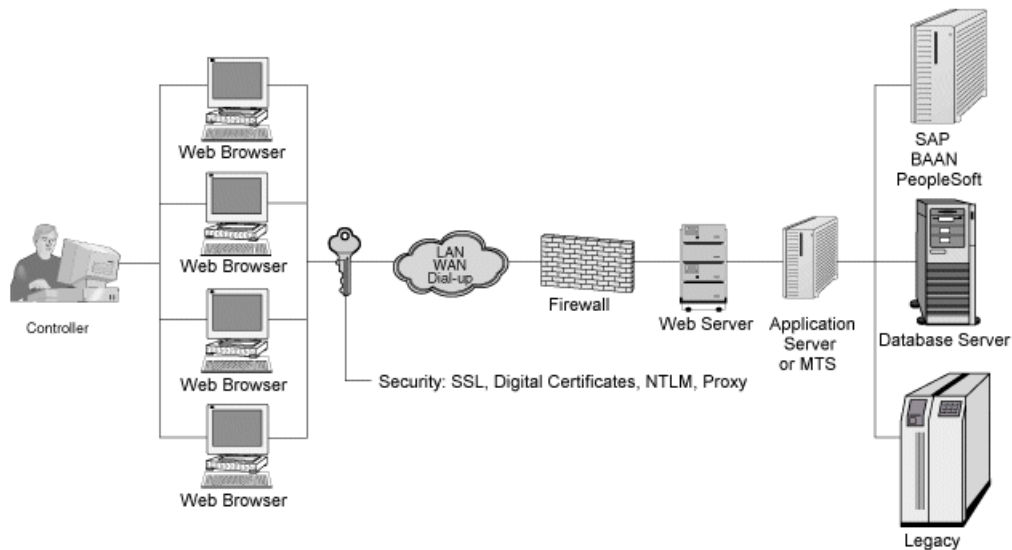 Controller
Web Browser
Web Browser
Web Browser
Web Browser
Security: SSL, Digital Certificates, NTLM, Proxy
LAN
WAN
Dial-up
Firewall
Web Server
Application
Server
or MTS
SAP
BAAN
PeopleSoft
Database Server
Legacy